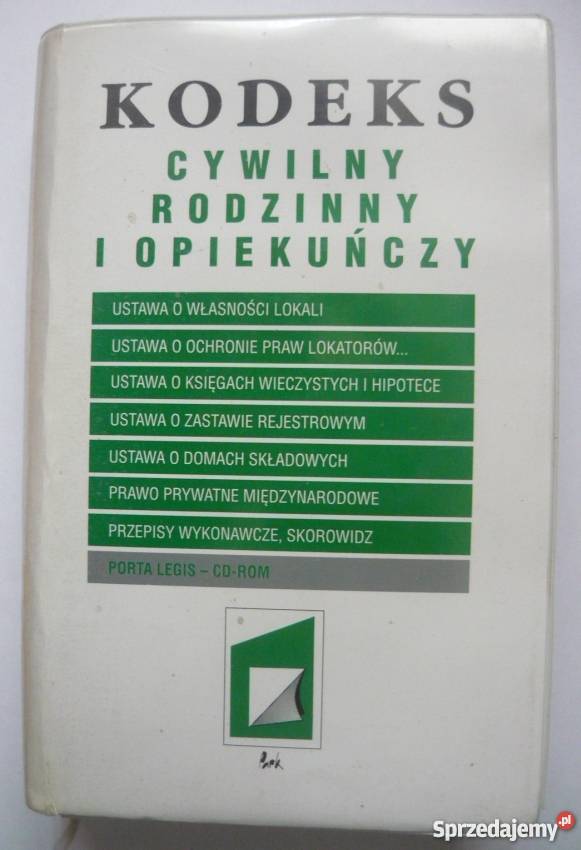 KODEKS
CYWILNY
RODZINNY
I OPIEKUŃCZY
USTAWA O WŁASNOŚCI LOKALI
USTAWA O OCHRONIE PRAW LOKATORÓW...
USTAWA O KSIĘGACH WIECZYSTYCH I HIPOTECE
USTAWA O ZASTAWIE REJESTROWYM
USTAWA O DOMACH SKŁADOWYCH
PRAWO PRYWATNE MIĘDZYNARODOWE
PRZEPISY WYKONAWCZE, SKOROWIDZ
PORTA LEGIS – CD-ROM
Sprzedajemy.pl